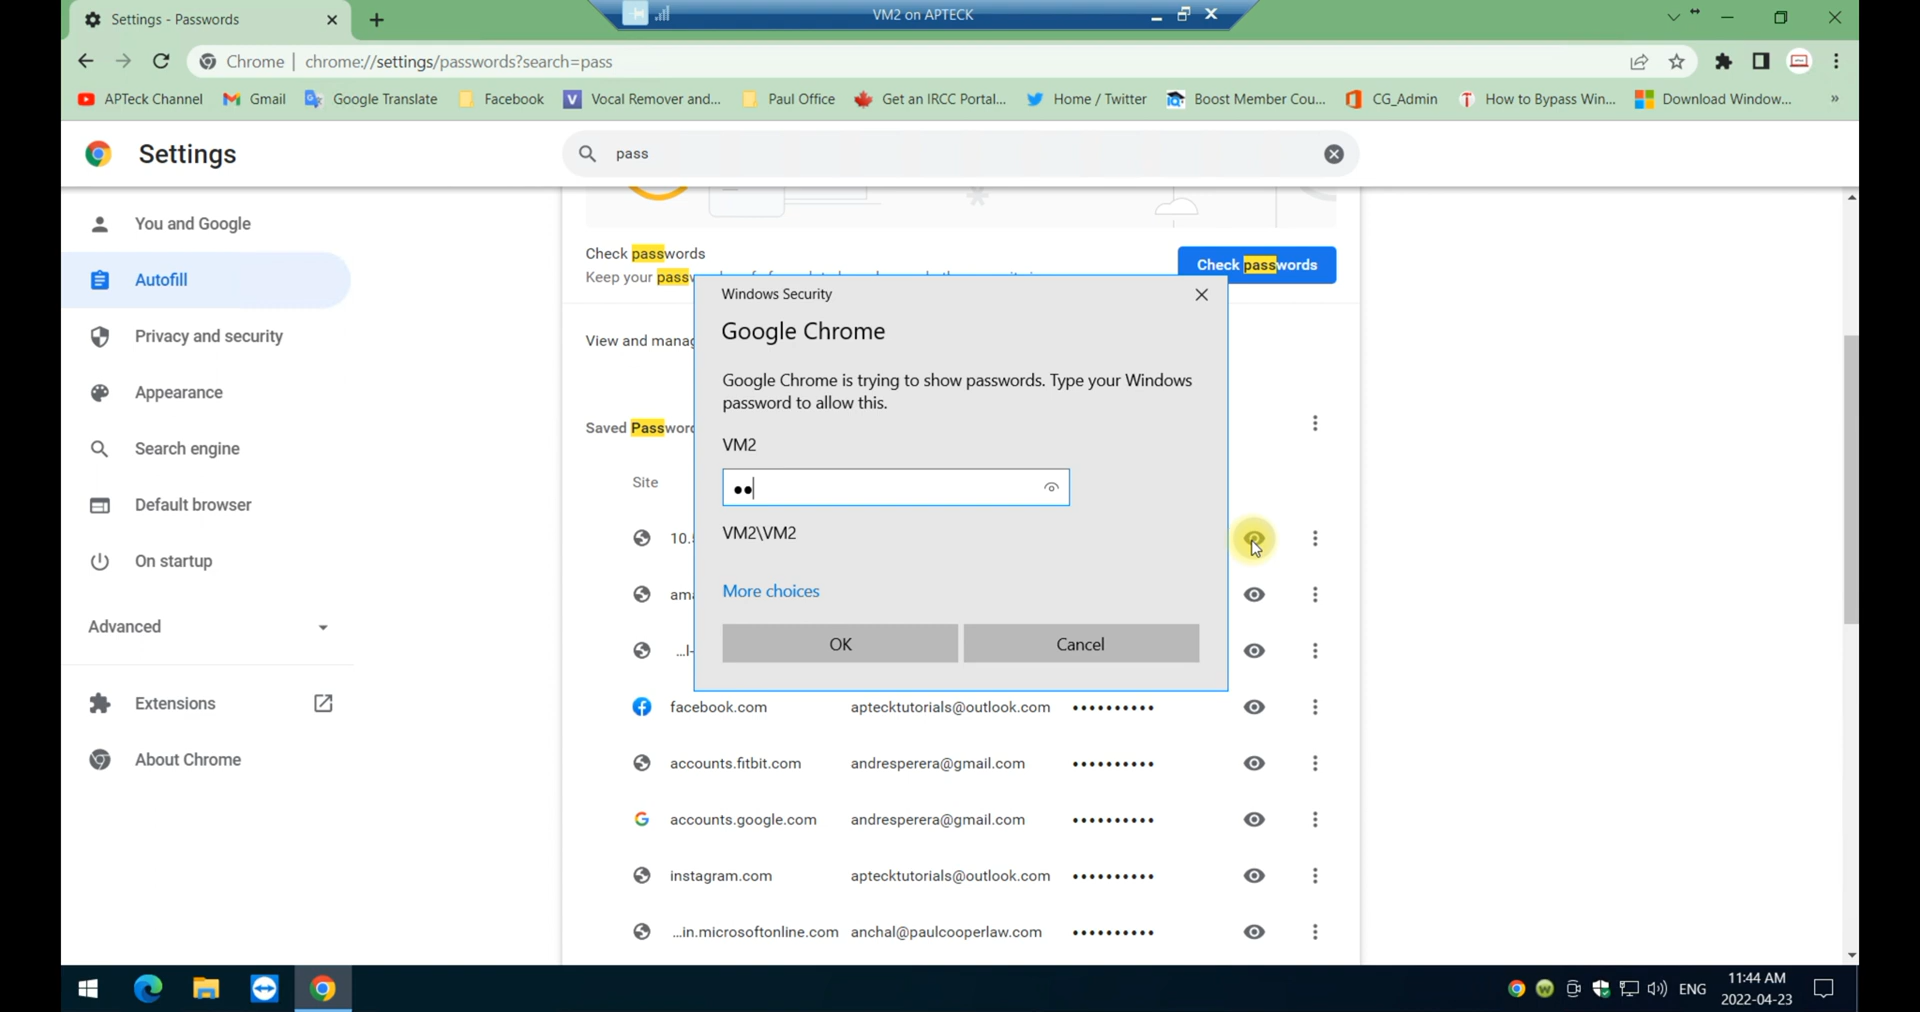 Settings - Passwords
VM2 on APTECK
Chrome | chrome://settings/passwords?search=pass
APTeck Channel
Gmail
Google Translate
Facebook
Vocal Remover and...
Paul Office
Get an IRCC Portal...
Home / Twitter
Boost Member Cou...
CG_Admin
How to Bypass Win...
Download Window...
»
Settings
pass
You and Google
Autofill
Privacy and security
Appearance
Search engine
Default browser
On startup
Advanced
Extensions
About Chrome
Check passwords
Check passwords
Keep your
View and
Saved
Site
Windows Security
Google Chrome
Google Chrome is trying to show passwords. Type your Windows
password to allow this.
VM2
••
VM2\VM2
More choices
OK
Cancel
facebook.com aptecktutorials@outlook.com ••••••••••
accounts.fitbit.com andresperera@gmail.com ••••••••••
accounts.google.com andresperera@gmail.com ••••••••••
instagram.com aptecktutorials@outlook.com ••••••••••
...in.microsoftonline.com anchal@paulcooperlaw.com ••••••••••
ENG
11:44 AM
2022-04-23